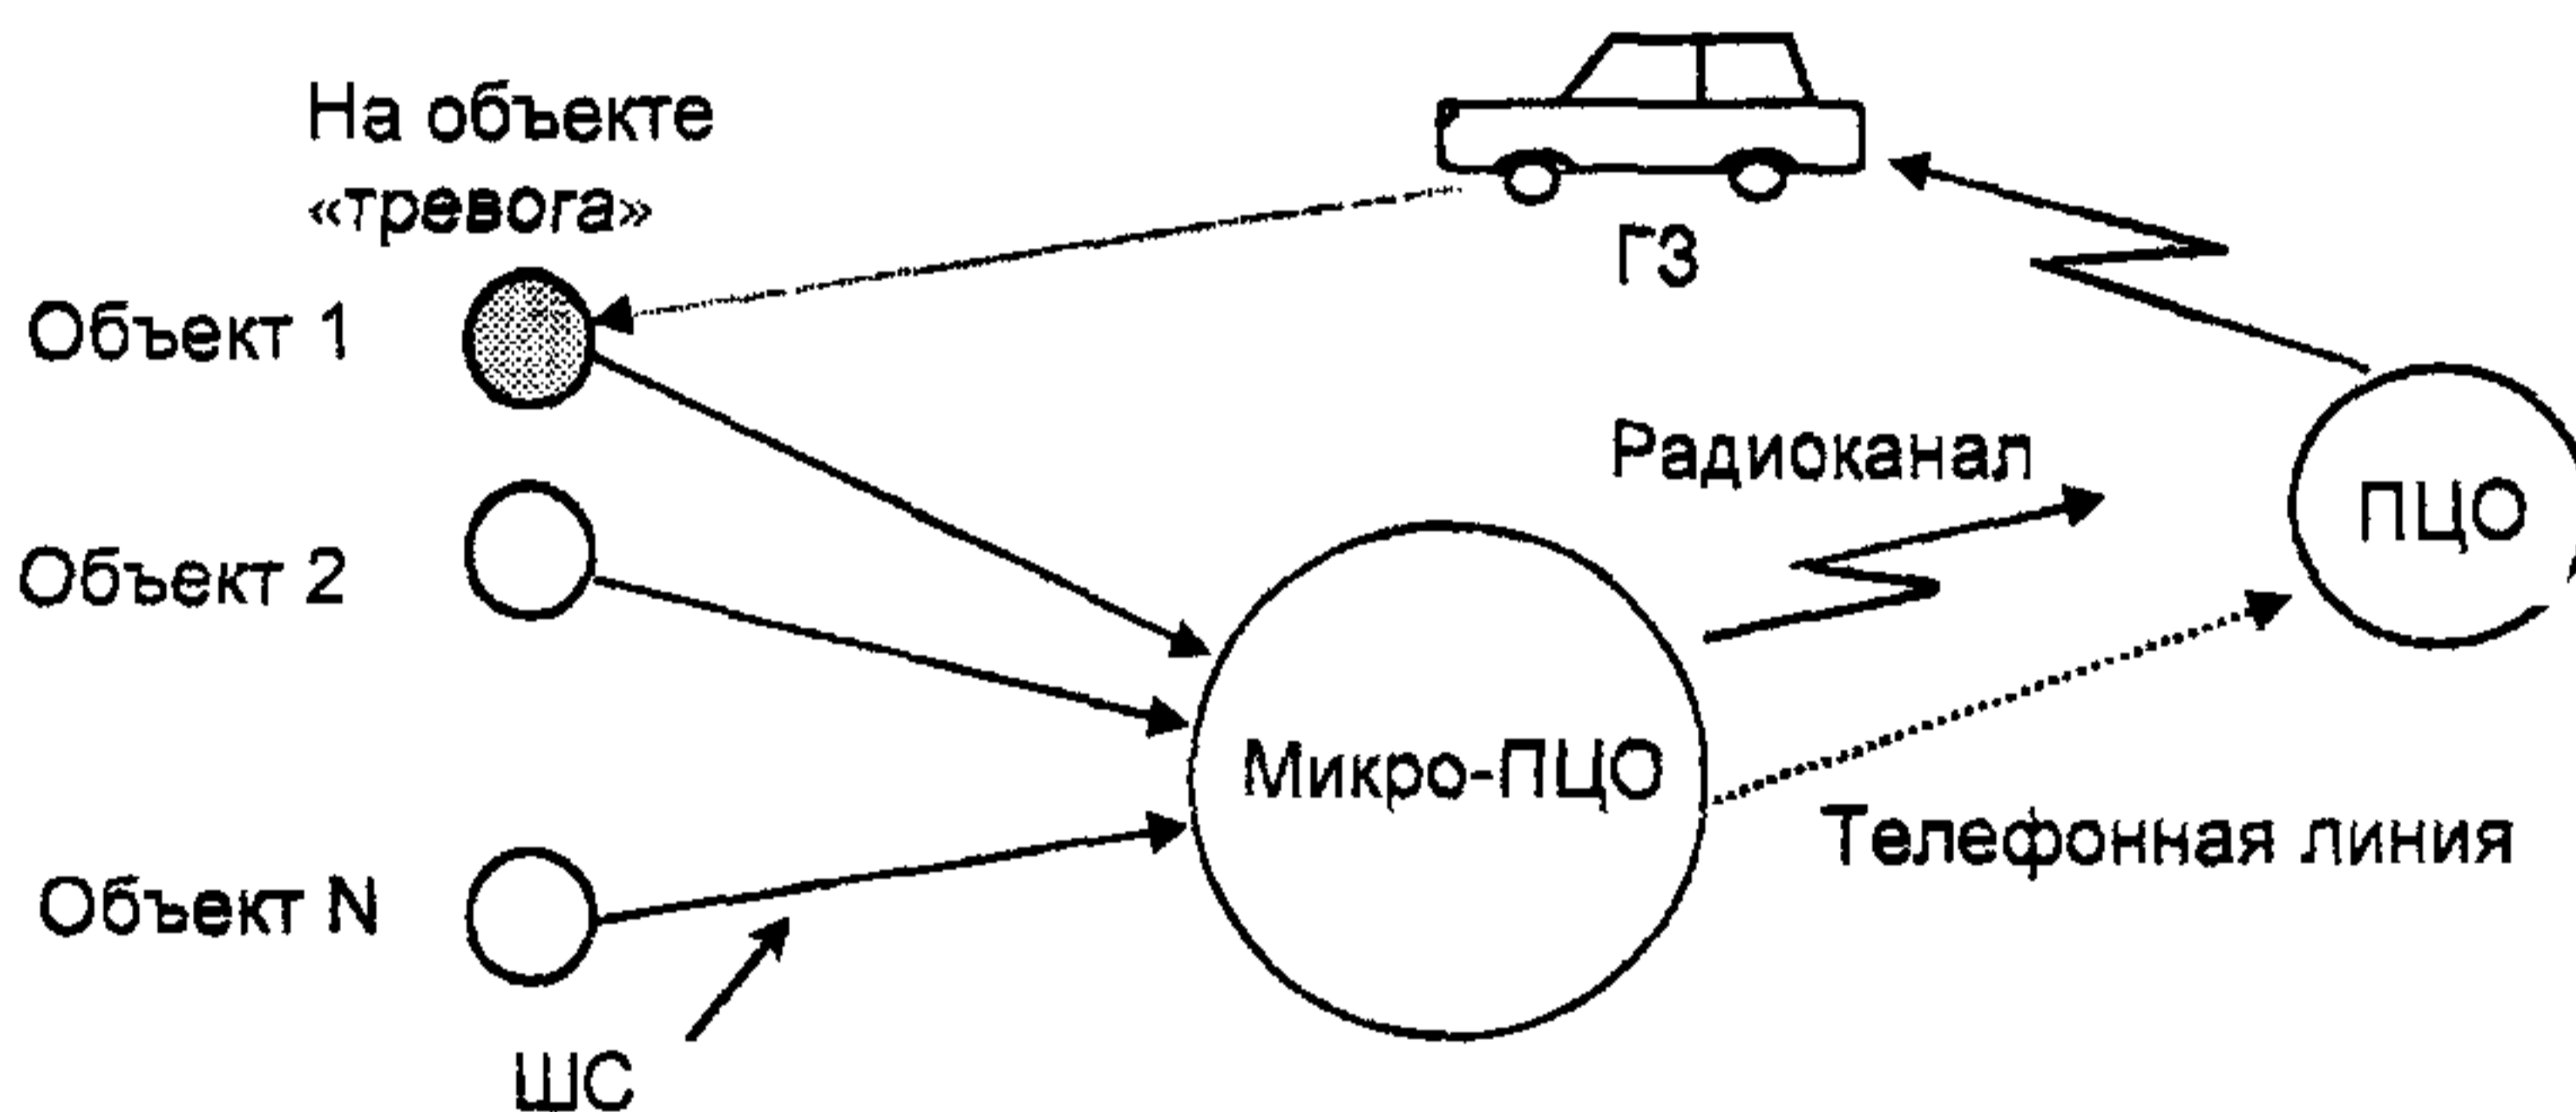 На объекте
«тревога»
ГЗ
Объект 1
Радиоканал
ПЦО
Объект 2
Микро-ПЦО
Телефонная линия
Объект N
ШС